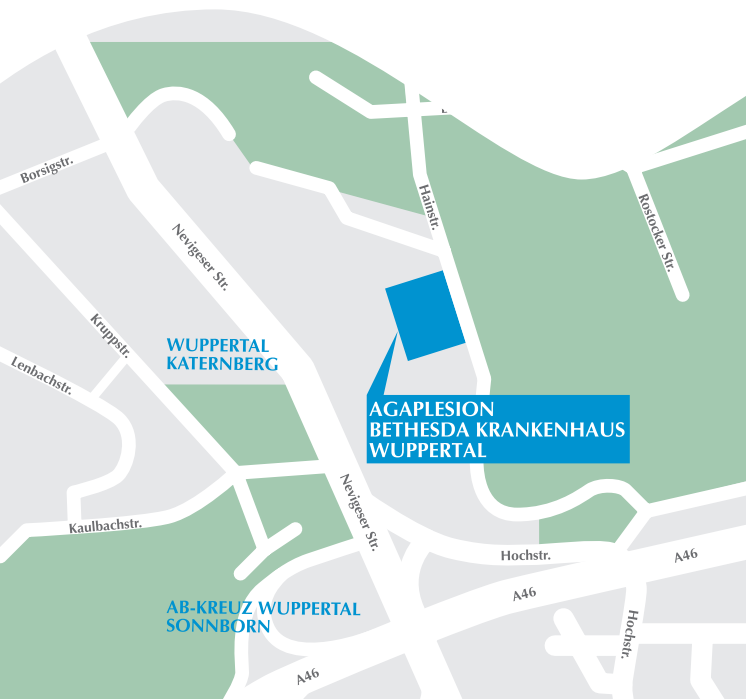 Borsigstr.
Hainstr.
Rostocker Str.
Nevigeser Str.
Kruppstr.
WUPPERTAL
KATERNBERG
Lenbachstr.
AGAPLESION
BETHESDA KRANKENHAUS
WUPPERTAL
Nevigeser Str.
Kaulbachstr.
Hochstr.
A46
A46
AB-KREUZ WUPPERTAL
SONNBORN
Hochstr.
A46